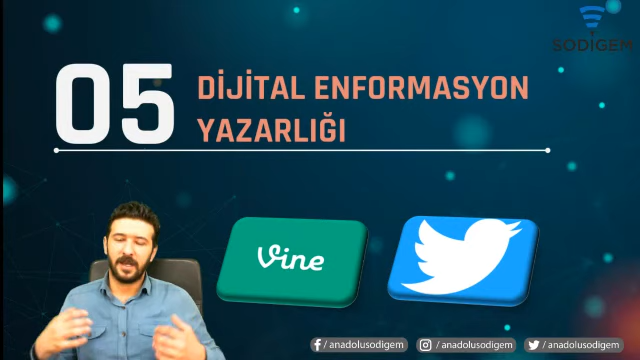 SODİGEM
05
DİJİTAL ENFORMASYON
YAZARLIĞI
Vine
/ anadolusodigem
/ anadolusodigem
/ anadolusodigem